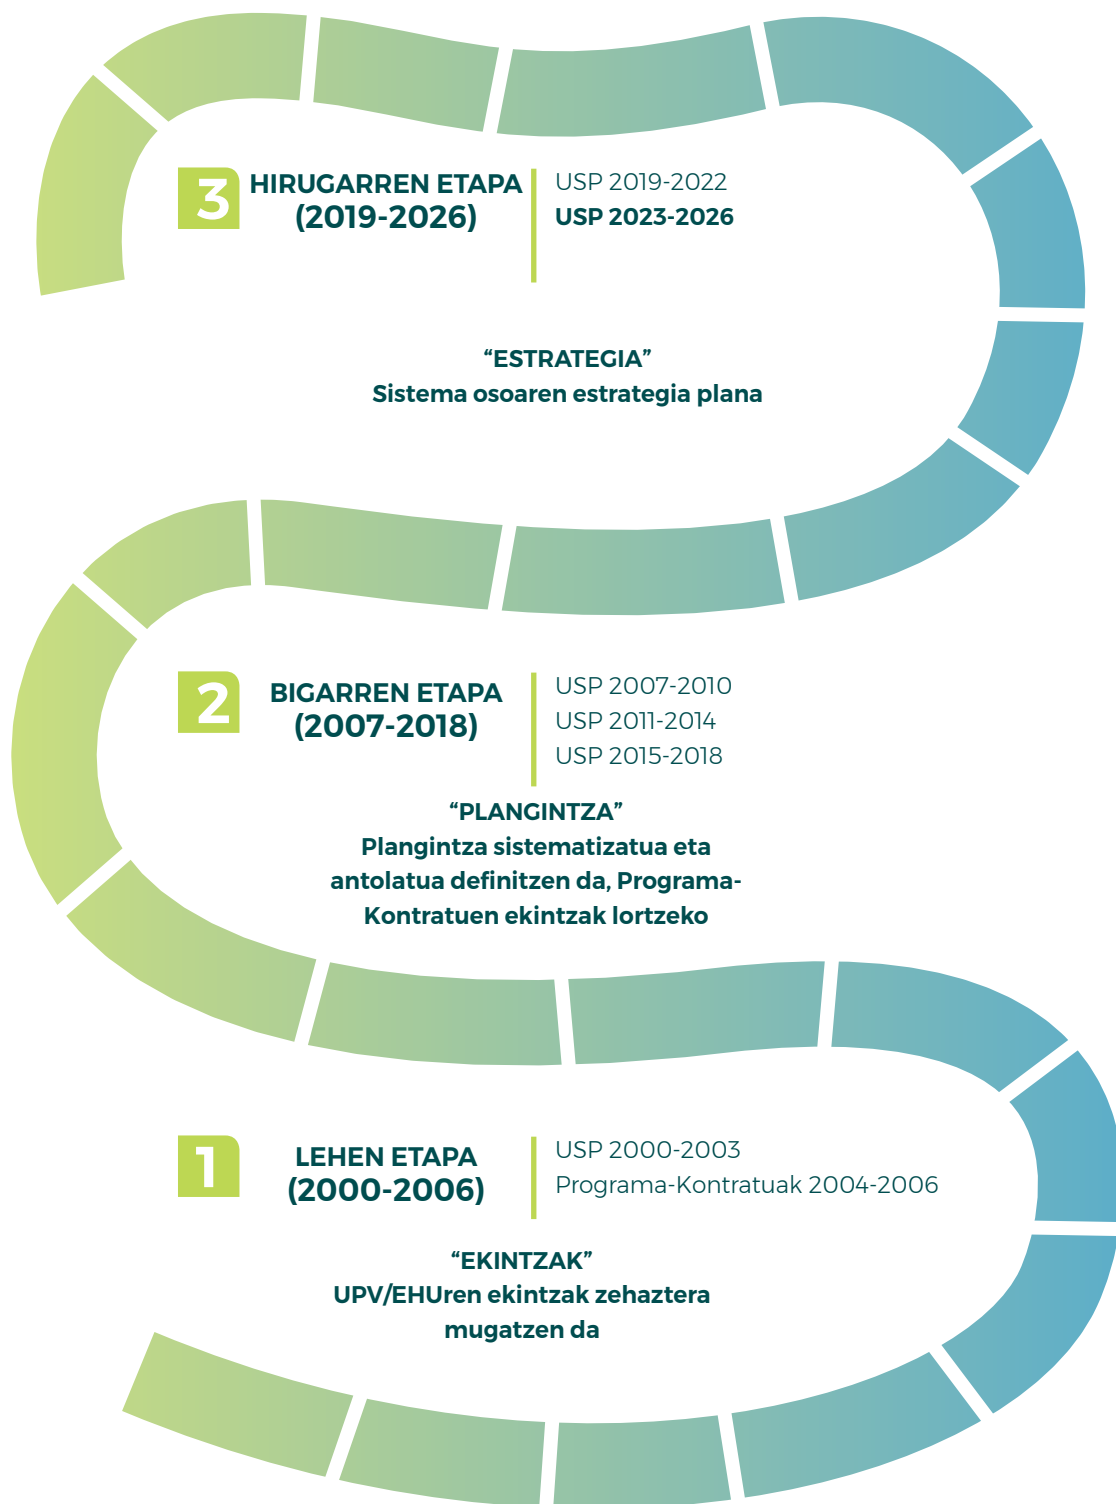 3
HIRUGARREN ETAPA
(2019-2026)
USP 2019-2022
USP 2023-2026
“ESTRATEGIA”
Sistema osoaren estrategia plana
2
BIGARREN ETAPA
(2007-2018)
USP 2007-2010
USP 2011-2014
USP 2015-2018
“PLANGINTZA”
Plangintza sistematizatua eta
antolatua definitzen da, Programa-
Kontratuen ekintzak lortzeko
1
LEHEN ETAPA
(2000-2006)
USP 2000-2003
Programa-Kontratuak 2004-2006
“EKINTZAK”
UPV/EHUren ekintzak zehaztera
mugatzen da